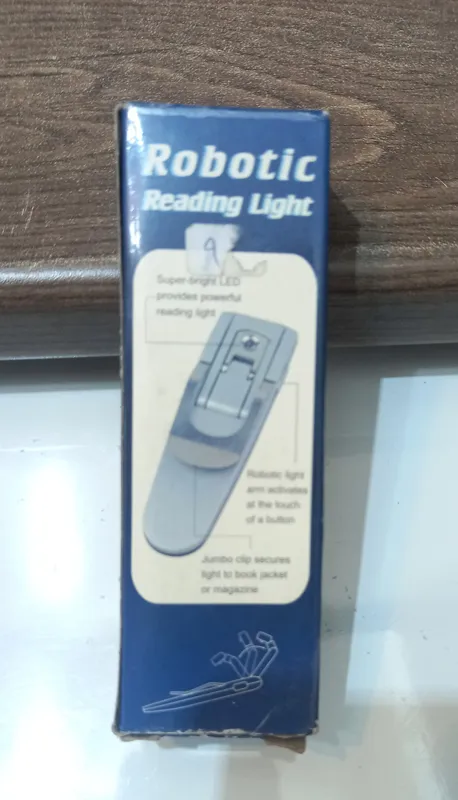 Robotic
Reading Light
9
Super-bright LED
provides powerful
reading light
Robotic light
arm activates
at the touch
of a button
Jumbo clip secures
light to book jacket
or magazine